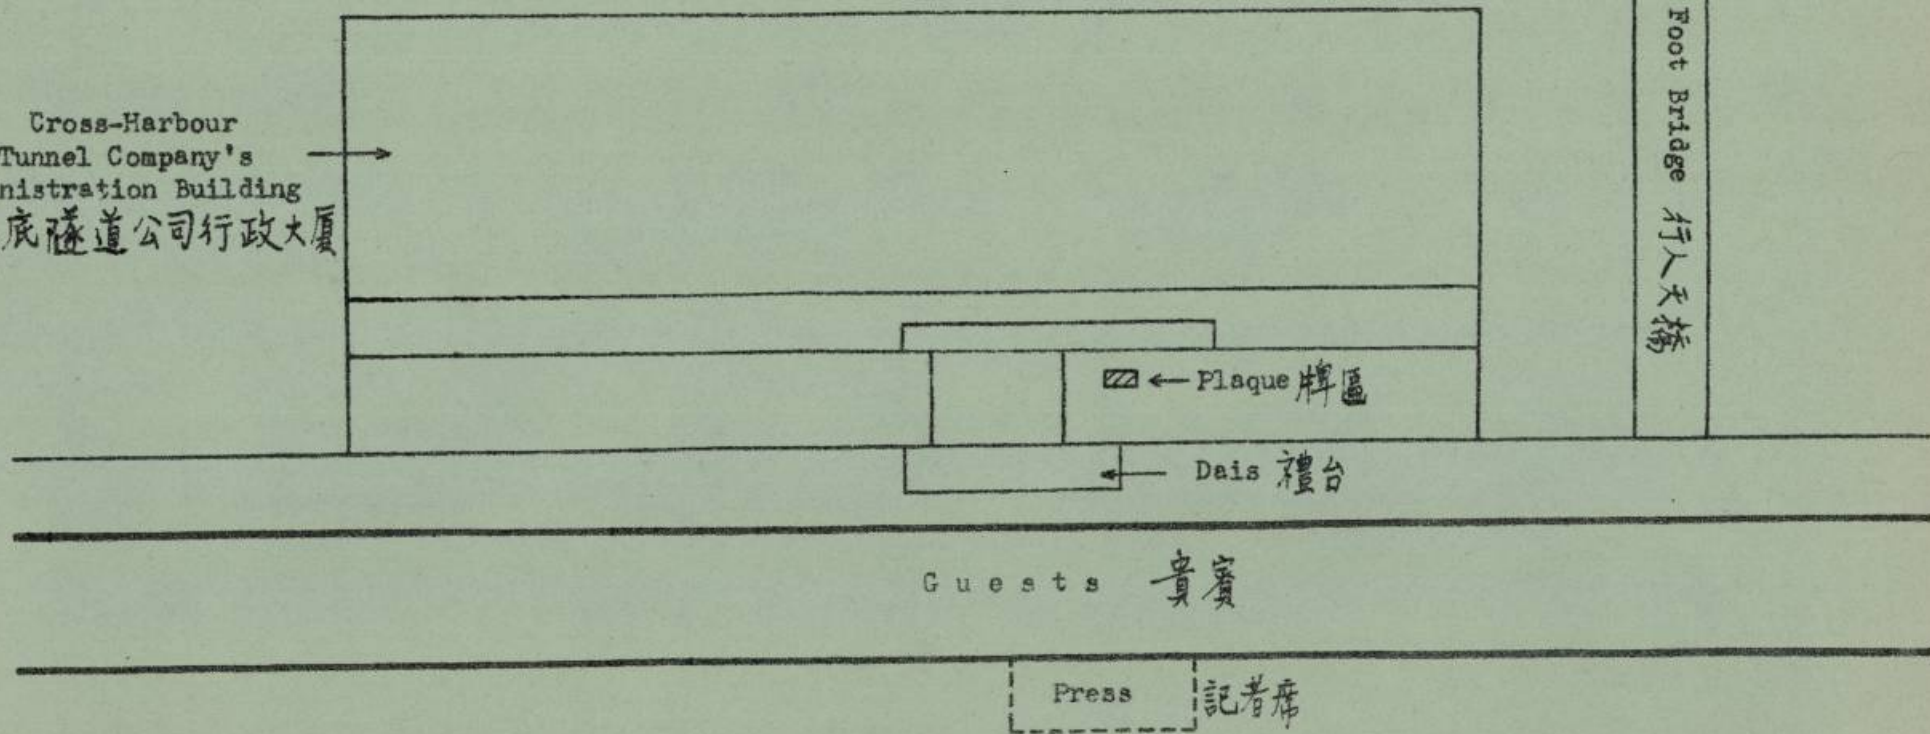 Cross-Harbour
Tunnel Company's
nistration Building
底隧道公司行政大廈
Foot Bridge 行人天橋
Plaque 牌匾
Dais 禮台
Guests 貴賓
Press 記者席